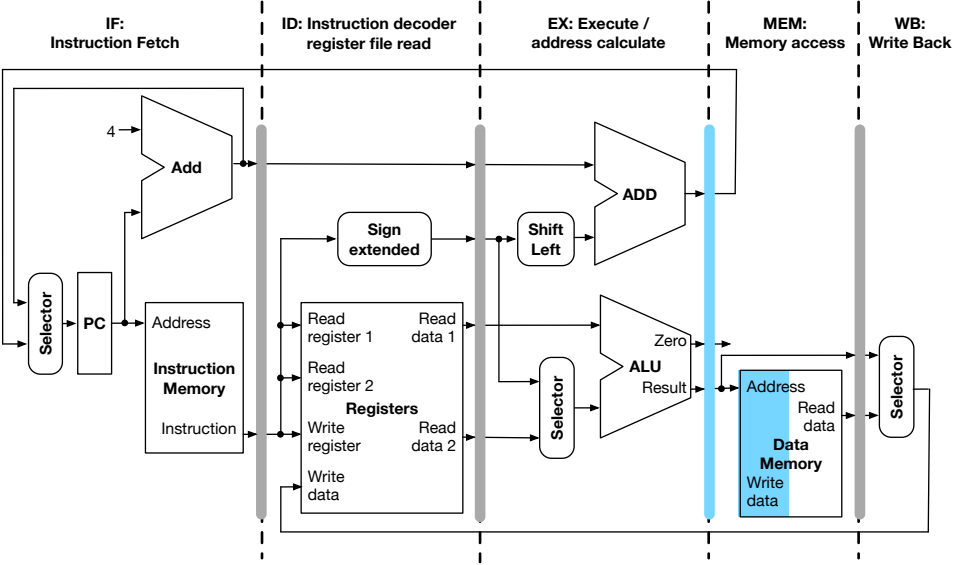 IF:
Instruction Fetch
ID: Instruction decoder
register file read
EX: Execute /
address calculate
MEM:
Memory access
WB:
Write Back
4
Add
ADD
Sign
extended
Shift
Left
Selector
PC
Address
Instruction
Memory
Instruction
Read
register 1
Read
data 1
Read
register 2
Registers
Write
register
Read
data 2
Write
data
Selector
Zero
ALU
Result
Address
Read
data
Data
Memory
Write
data
Selector